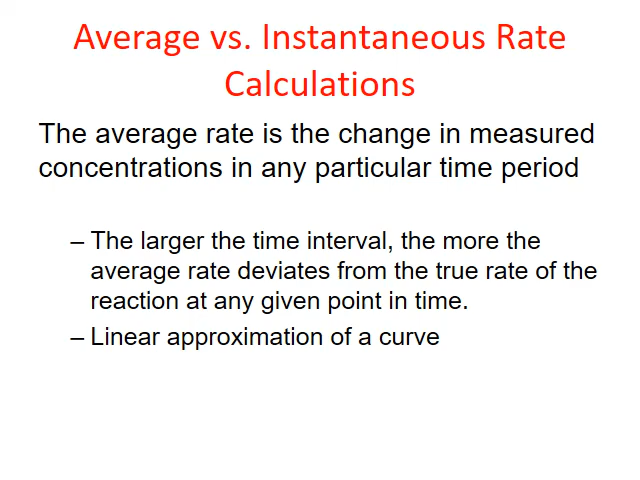 Average vs. Instantaneous Rate
Calculations
The average rate is the change in measured
concentrations in any particular time period
– The larger the time interval, the more the
average rate deviates from the true rate of the
reaction at any given point in time.
– Linear approximation of a curve